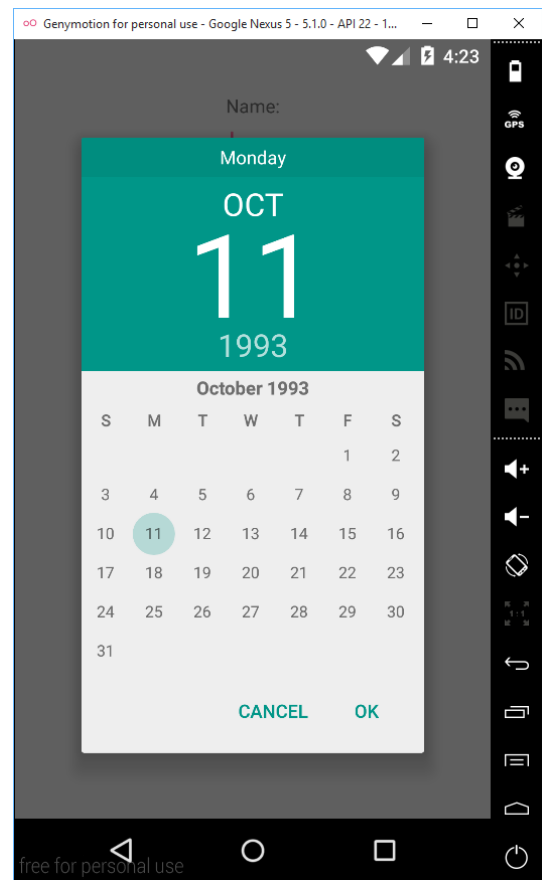 Genymotion for personal use - Google Nexus 5 - 5.1.0 - API 22 - 1...
4:23
GPS
Name:
Monday
OCT
11
1993
October 1993
S M T W T F S
1 2
3 4 5 6 7 8 9
10 11 12 13 14 15 16
17 18 19 20 21 22 23
24 25 26 27 28 29 30
31
CANCEL OK
ID
1:1
free for personal use